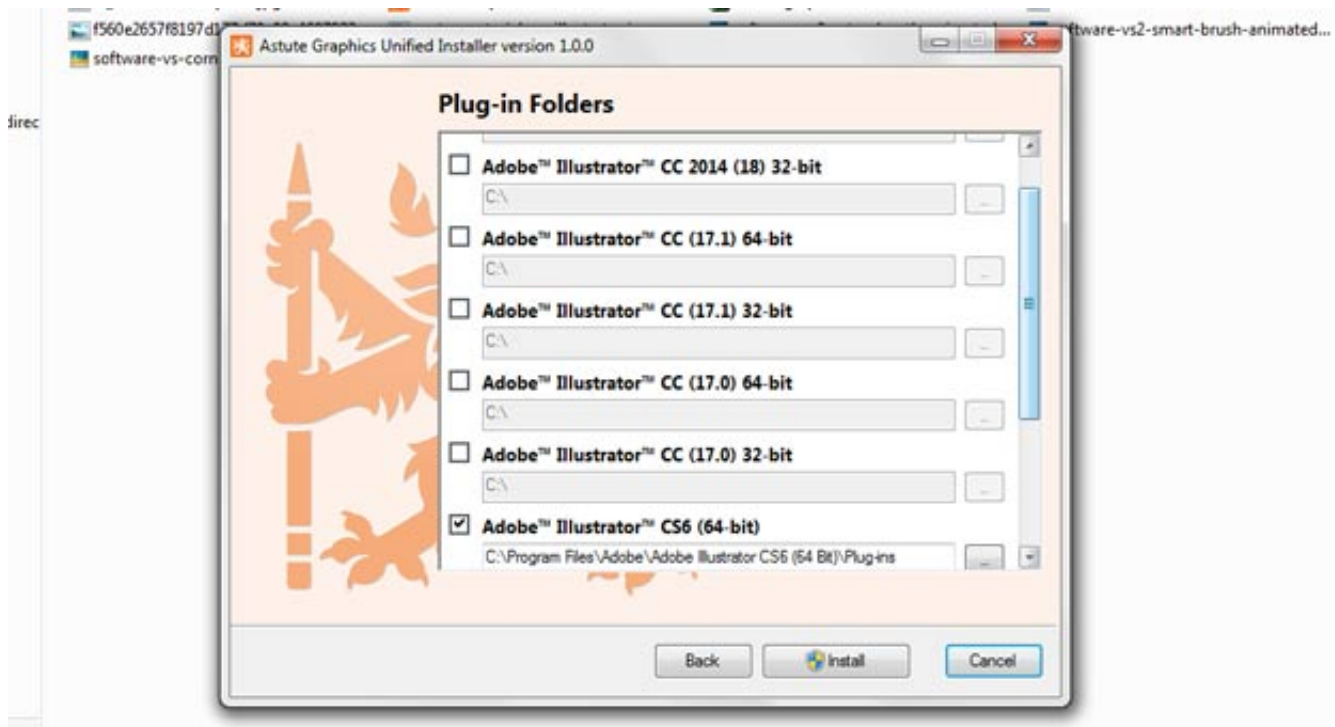 software-vs-corn
ftware-vs2-smart-brush-animated...
direc
Astute Graphics Unified Installer version 1.0.0
Plug-in Folders
Adobe™ Illustrator™ CC 2014 (18) 32-bit
C:\
...
Adobe™ Illustrator™ CC (17.1) 64-bit
C:\
...
Adobe™ Illustrator™ CC (17.1) 32-bit
C:\
...
Adobe™ Illustrator™ CC (17.0) 64-bit
C:\
...
Adobe™ Illustrator™ CC (17.0) 32-bit
C:\
...
Adobe™ Illustrator™ CS6 (64-bit)
C:\Program Files\Adobe\Adobe Illustrator CS6 (64 Bit)\Plug-ins
...
Back
Install
Cancel